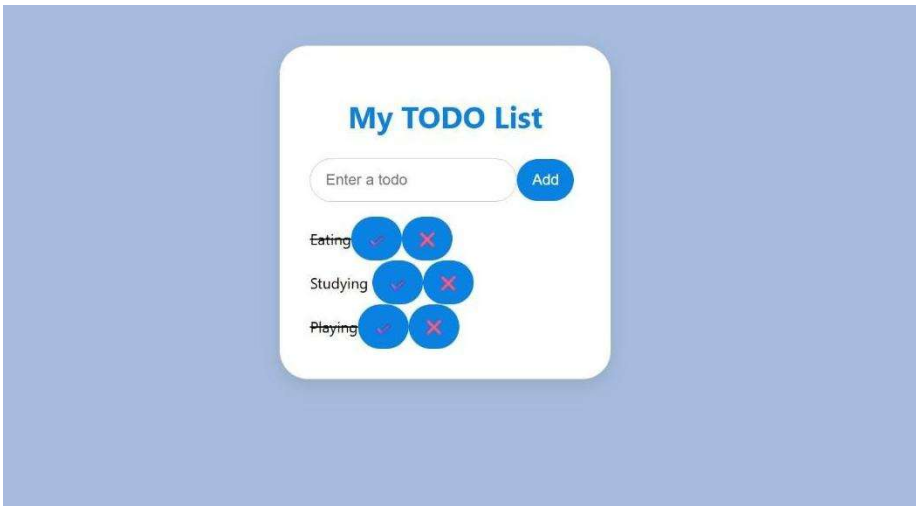 My TODO List
Enter a todo Add
Eating ✓ ✕
Studying ✓ ✕
Playing ✓ ✕